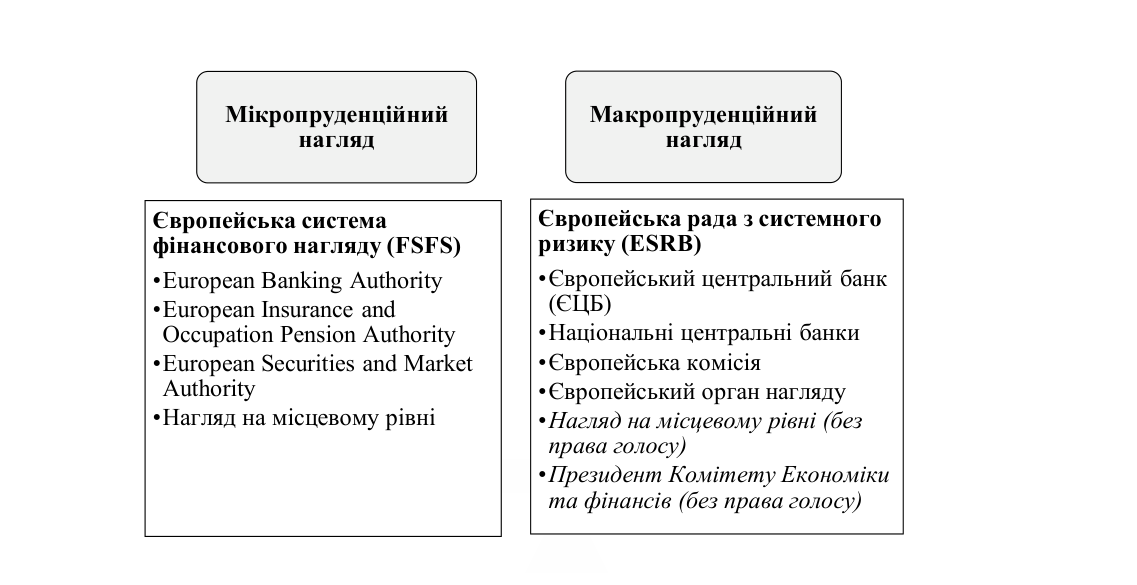 Мікропруденційний
нагляд
Європейська система
фінансового нагляду (FSFS)
•European Banking Authority
•European Insurance and
Occupation Pension Authority
•European Securities and Market
Authority
•Нагляд на місцевому рівні
Макропруденційний
нагляд
Європейська рада з системного
ризику (ESRB)
•Європейський центральний банк
(ЄЦБ)
•Національні центральні банки
•Європейська комісія
•Європейський орган нагляду
•Нагляд на місцевому рівні (без
права голосу)
•Президент Комітету Економіки
та фінансів (без права голосу)